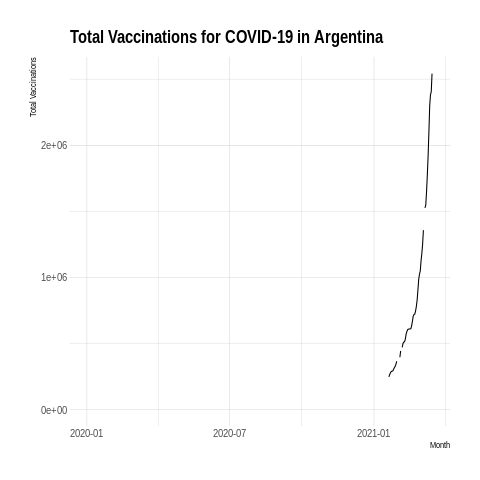 Total Vaccinations for COVID-19 in Argentina
Total Vaccinations
2e+06
1e+06
0e+00
2020-01 2020-07 2021-01
Month